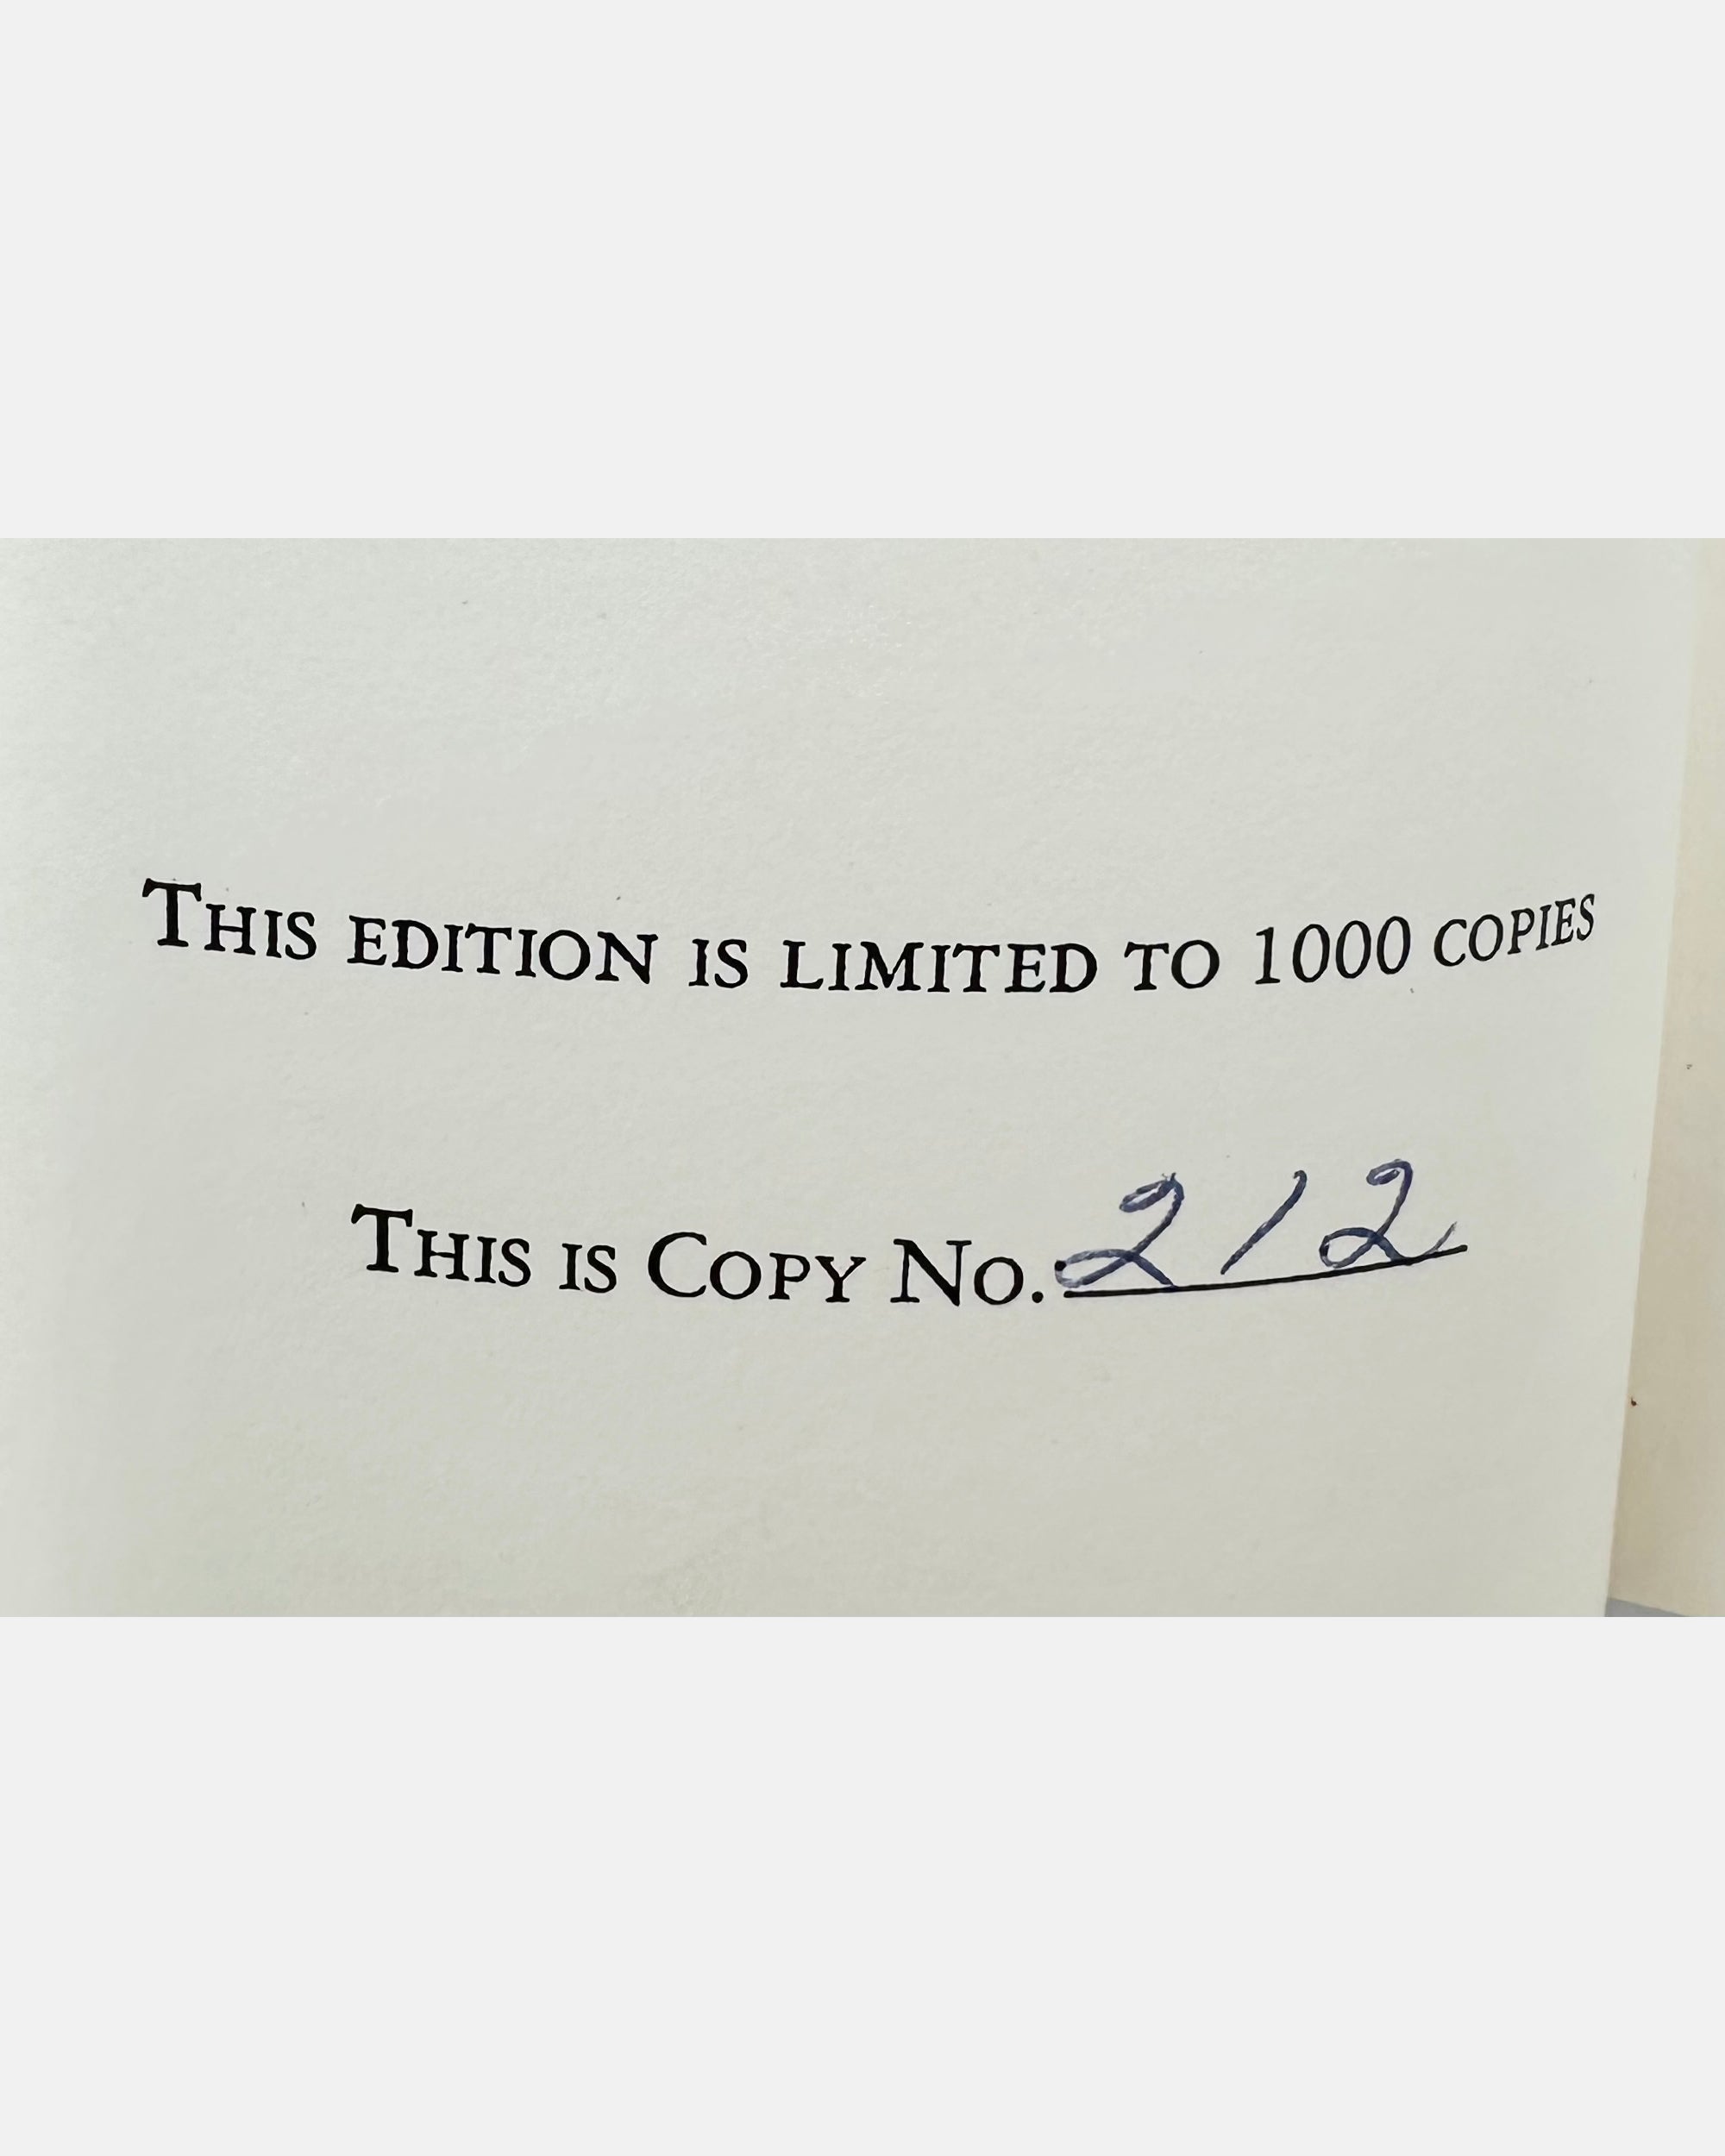 This edition is limited to 1000 copies
This is Copy No. 212